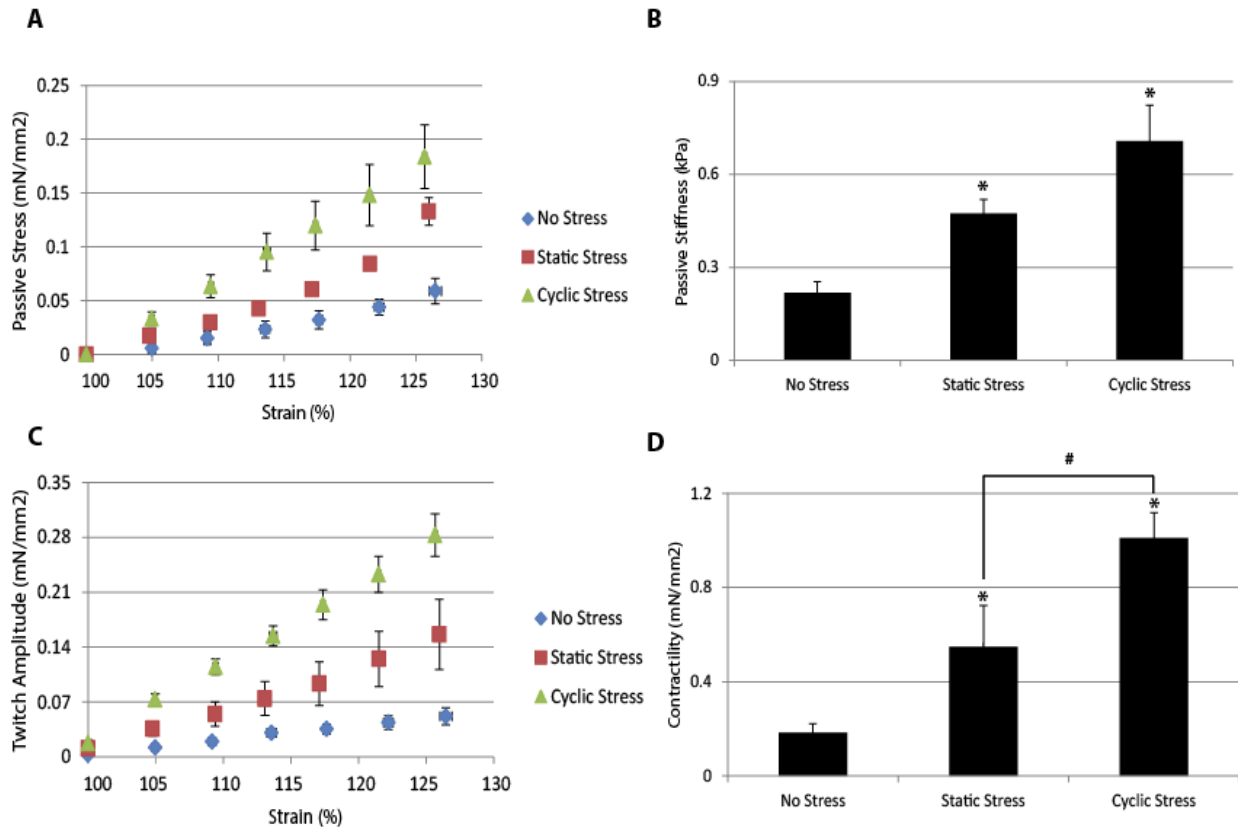 A
Passive Stress (mN/mm2)
0.25
0.2
0.15
0.1
0.05
0
100 105 110 115 120 125 130
Strain (%)
No Stress
Static Stress
Cyclic Stress
B
Passive Stiffness (kPa)
0.9
0.6
0.3
0
*
*
No Stress Static Stress Cyclic Stress
C
Twitch Amplitude (mN/mm2)
0.35
0.28
0.21
0.14
0.07
0
100 105 110 115 120 125 130
Strain (%)
No Stress
Static Stress
Cyclic Stress
D
Contractility (mN/mm2)
1.2
0.8
0.4
0
#
*
*
No Stress Static Stress Cyclic Stress